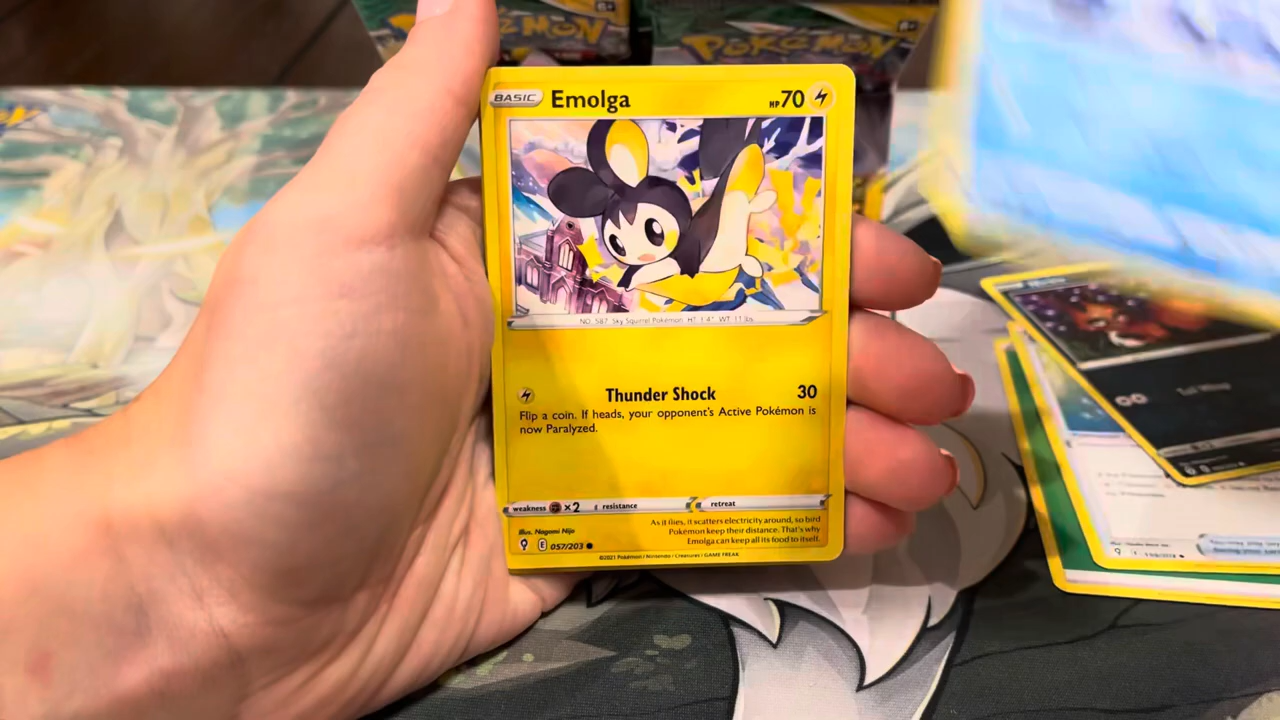 POKÉMON
POKÉMON
BASIC Emolga HP 70
NO. 587 Sky Squirrel Pokémon HT: 1'4" WT: 11 lbs.
Thunder Shock 30
Flip a coin. If heads, your opponent's Active Pokémon is
now Paralyzed.
weakness ×2 resistance retreat
Illus. Nagomi Nijo
As it flies, it scatters electricity around, so bird
Pokémon keep their distance. That's why
Emolga can keep all its food to itself.
E 057/203
©2021 Pokémon / Nintendo / Creatures / GAME FREAK